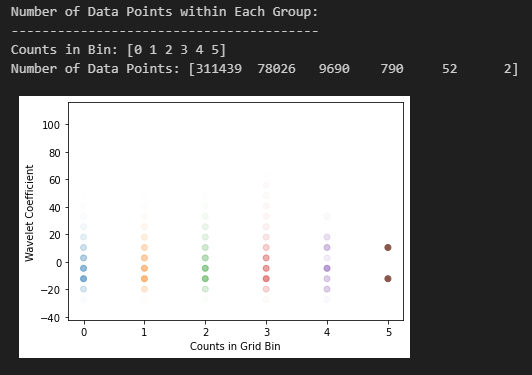 Number of Data Points within Each Group:
----------------------------------------
Counts in Bin: [0 1 2 3 4 5]
Number of Data Points: [311439  78026   9690    790     52      2]
100
80
60
40
20
0
−20
−40
Wavelet Coefficient
0 1 2 3 4 5
Counts in Grid Bin